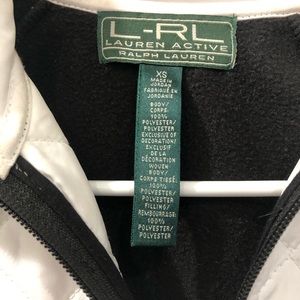 L-RL
LAUREN ACTIVE
RALPH LAUREN
XS
MADE IN
JORDAN
FABRIQUÉ EN
JORDANIE
BODY/
CORPS:
100%
POLYESTER/
POLYESTER
EXCLUSIVE OF
DECORATION/
EXCLUSIF
DE LA
DÉCORATION
WOVEN
BODY/
CORPS TISSÉ:
100%
POLYESTER/
POLYESTER
FILLING/
REMBOURRAGE:
100%
POLYESTER/
POLYESTER